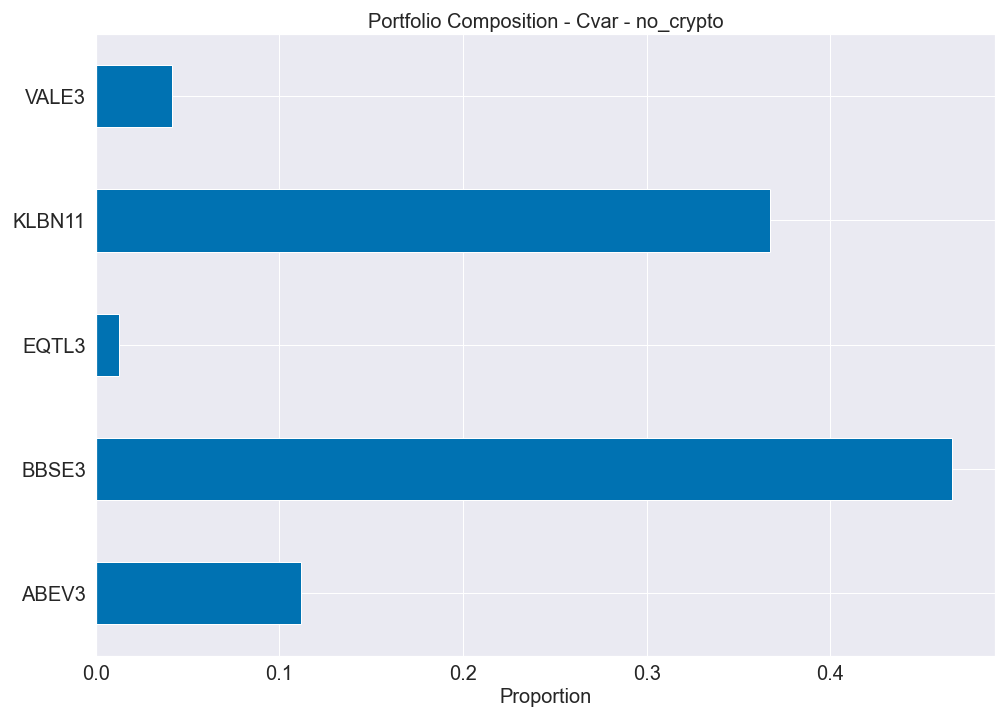 Portfolio Composition - Cvar - no_crypto
VALE3
KLBN11
EQTL3
BBSE3
ABEV3
0.0 0.1 0.2 0.3 0.4
Proportion